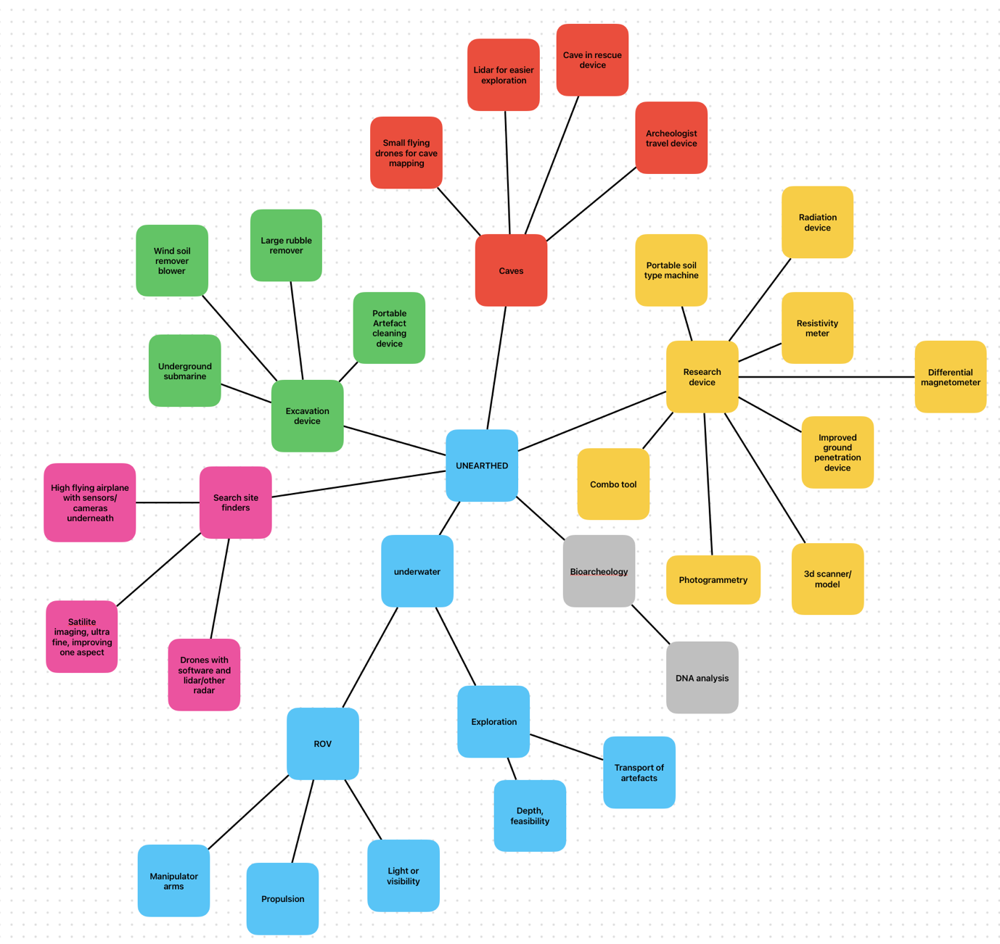 Cave in rescue
device
Lidar for easier
exploration
Archeologist
travel device
Small flying
drones for cave
mapping
Radiation
device
Large rubble
remover
Wind soil
remover
blower
Caves
Portable soil
type machine
Portable
Artefact
cleaning
device
Resistivity
meter
Underground
submarine
Research
device
Differential
magnetometer
Excavation
device
Improved
ground
penetration
device
UNEARTHED
Combo tool
High flying airplane
with sensors/
cameras
underneath
Search site
finders
underwater
Bioarcheology
Photogrammetry
3d scanner/
model
Satilite
imaging, ultra
fine, improving
one aspect
Drones with
software and
lidar/other
radar
DNA analysis
Exploration
ROV
Transport of
artefacts
Depth,
feasibility
Manipulator
arms
Light or
visibility
Propulsion